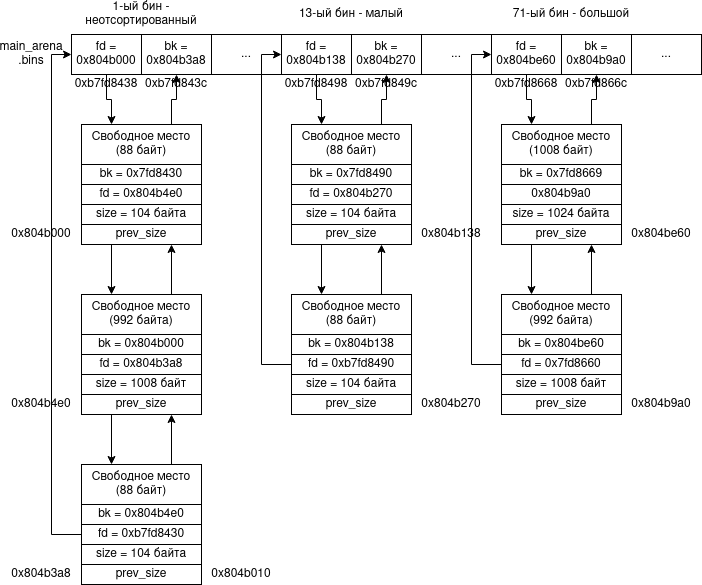 1-ый бин -
неотсортированный
13-ый бин - малый
71-ый бин - большой
main_arena
.bins
fd =
0x804b000
bk =
0x804b3a8
...
fd =
0x804b138
bk =
0x804b270
...
fd =
0x804be60
bk =
0x804b9a0
...
0xb7fd8438
0xb7fd843c
0xb7fd8498
0xb7fd849c
0xb7fd8668
0xb7fd866c
Свободное место
(88 байт)
bk = 0x7fd8430
fd = 0x804b4e0
size = 104 байта
prev_size
0x804b000
Свободное место
(88 байт)
bk = 0x7fd8490
fd = 0x804b270
size = 104 байта
prev_size
0x804b138
Свободное место
(1008 байт)
bk = 0x7fd8669
0x804b9a0
size = 1024 байта
prev_size
0x804be60
Свободное место
(992 байта)
bk = 0x804b000
fd = 0x804b3a8
size = 1008 байт
prev_size
0x804b4e0
Свободное место
(88 байт)
bk = 0x804b138
fd = 0xb7fd8490
size = 104 байта
prev_size
0x804b270
Свободное место
(992 байта)
bk = 0x804be60
fd = 0x7fd8660
size = 1008 байт
prev_size
0x804b9a0
Свободное место
(88 байт)
bk = 0x804b4e0
fd = 0xb7fd8430
size = 104 байта
prev_size
0x804b3a8
0x804b010